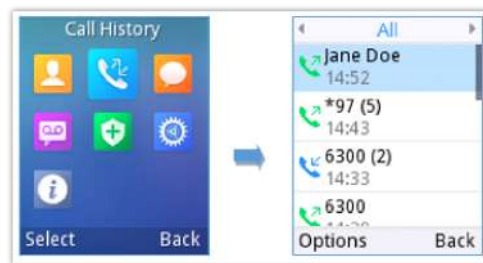 Call History
Select Back
All
Jane Doe
14:52
*97 (5)
14:43
6300 (2)
14:33
6300
Options Back